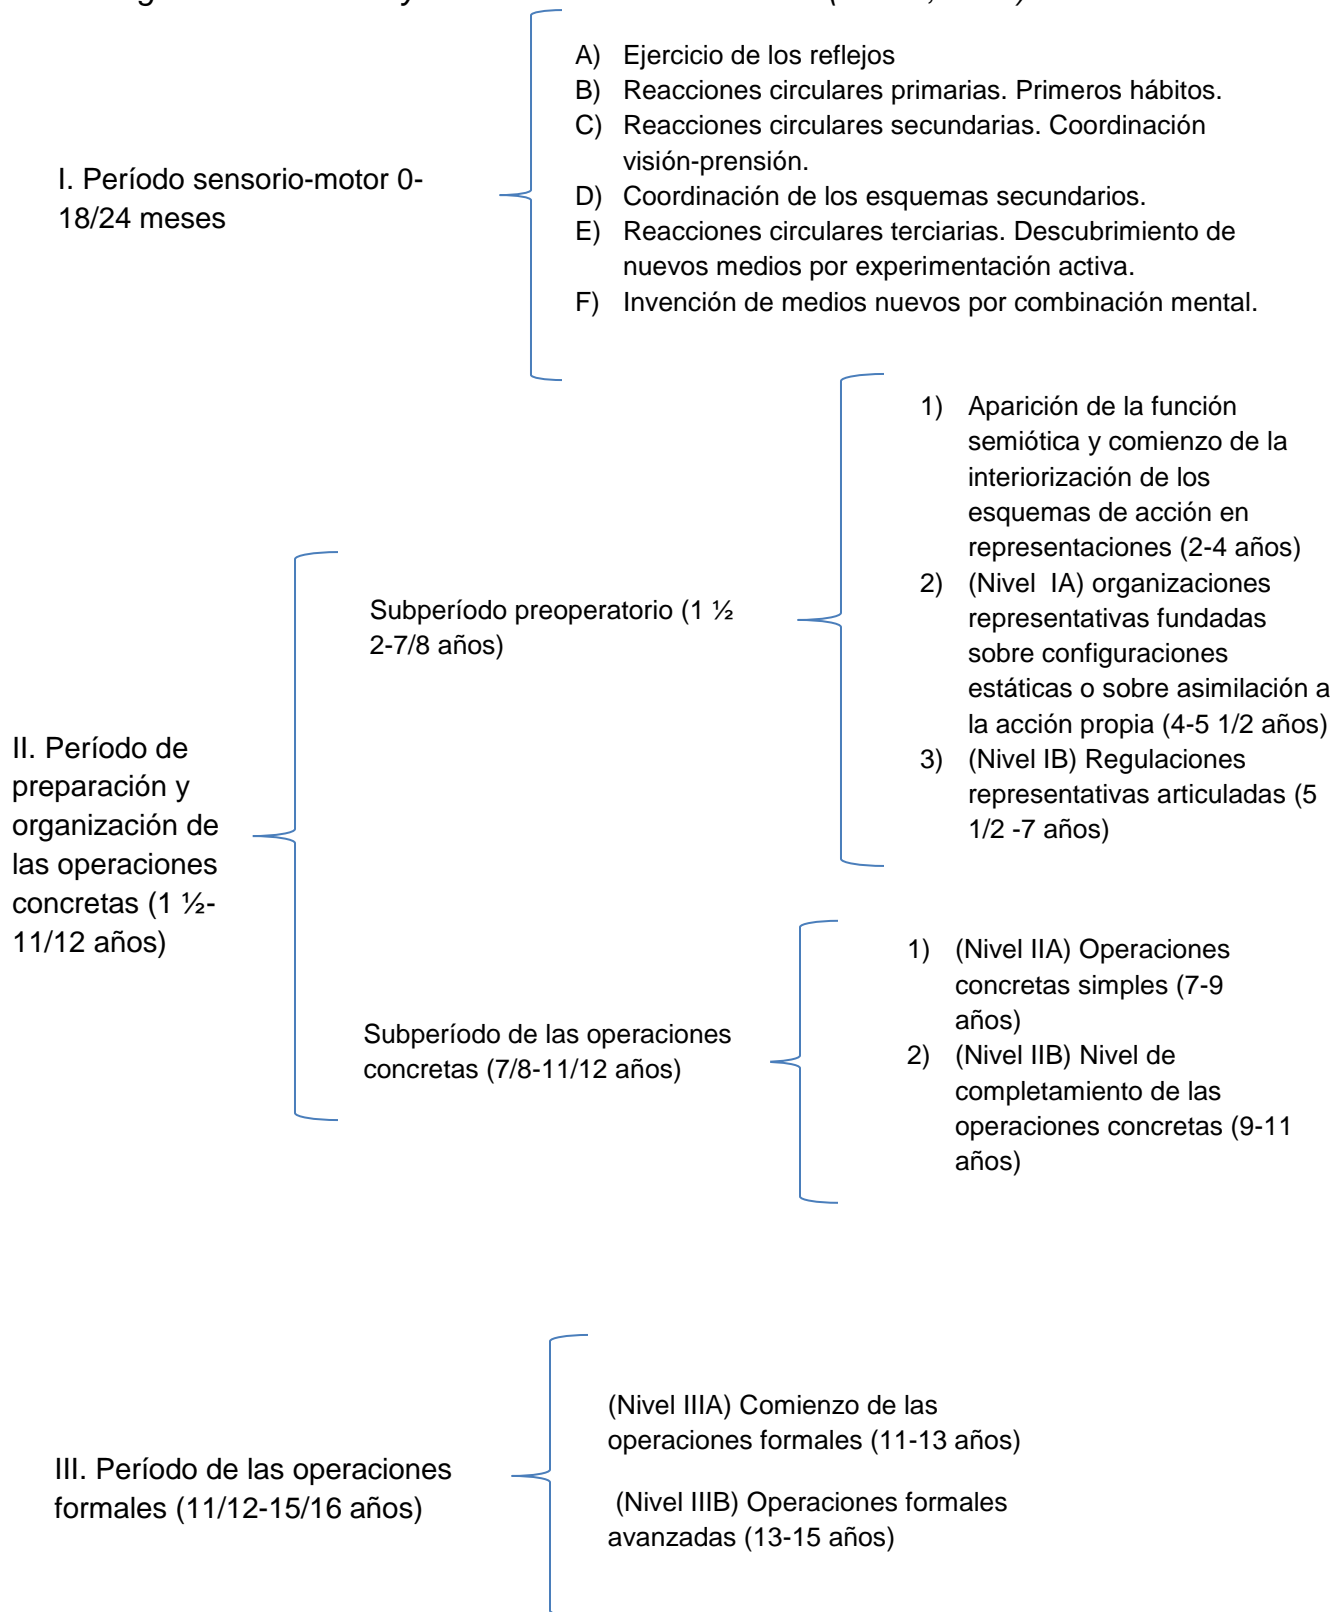 I. Período sensorio-motor 0-
18/24 meses
A) Ejercicio de los reflejos
B) Reacciones circulares primarias. Primeros hábitos.
C) Reacciones circulares secundarias. Coordinación
visión-prensión.
D) Coordinación de los esquemas secundarios.
E) Reacciones circulares terciarias. Descubrimiento de
nuevos medios por experimentación activa.
F) Invención de medios nuevos por combinación mental.
II. Período de
preparación y
organización de
las operaciones
concretas (1 ½-
11/12 años)
Subperíodo preoperatorio (1 ½
2-7/8 años)
1) Aparición de la función
semiótica y comienzo de la
interiorización de los
esquemas de acción en
representaciones (2-4 años)
2) (Nivel IA) organizaciones
representativas fundadas
sobre configuraciones
estáticas o sobre asimilación a
la acción propia (4-5 1/2 años)
3) (Nivel IB) Regulaciones
representativas articuladas (5
1/2 -7 años)
Subperíodo de las operaciones
concretas (7/8-11/12 años)
1) (Nivel IIA) Operaciones
concretas simples (7-9
años)
2) (Nivel IIB) Nivel de
completamiento de las
operaciones concretas (9-11
años)
III. Período de las operaciones
formales (11/12-15/16 años)
(Nivel IIIA) Comienzo de las
operaciones formales (11-13 años)
(Nivel IIIB) Operaciones formales
avanzadas (13-15 años)